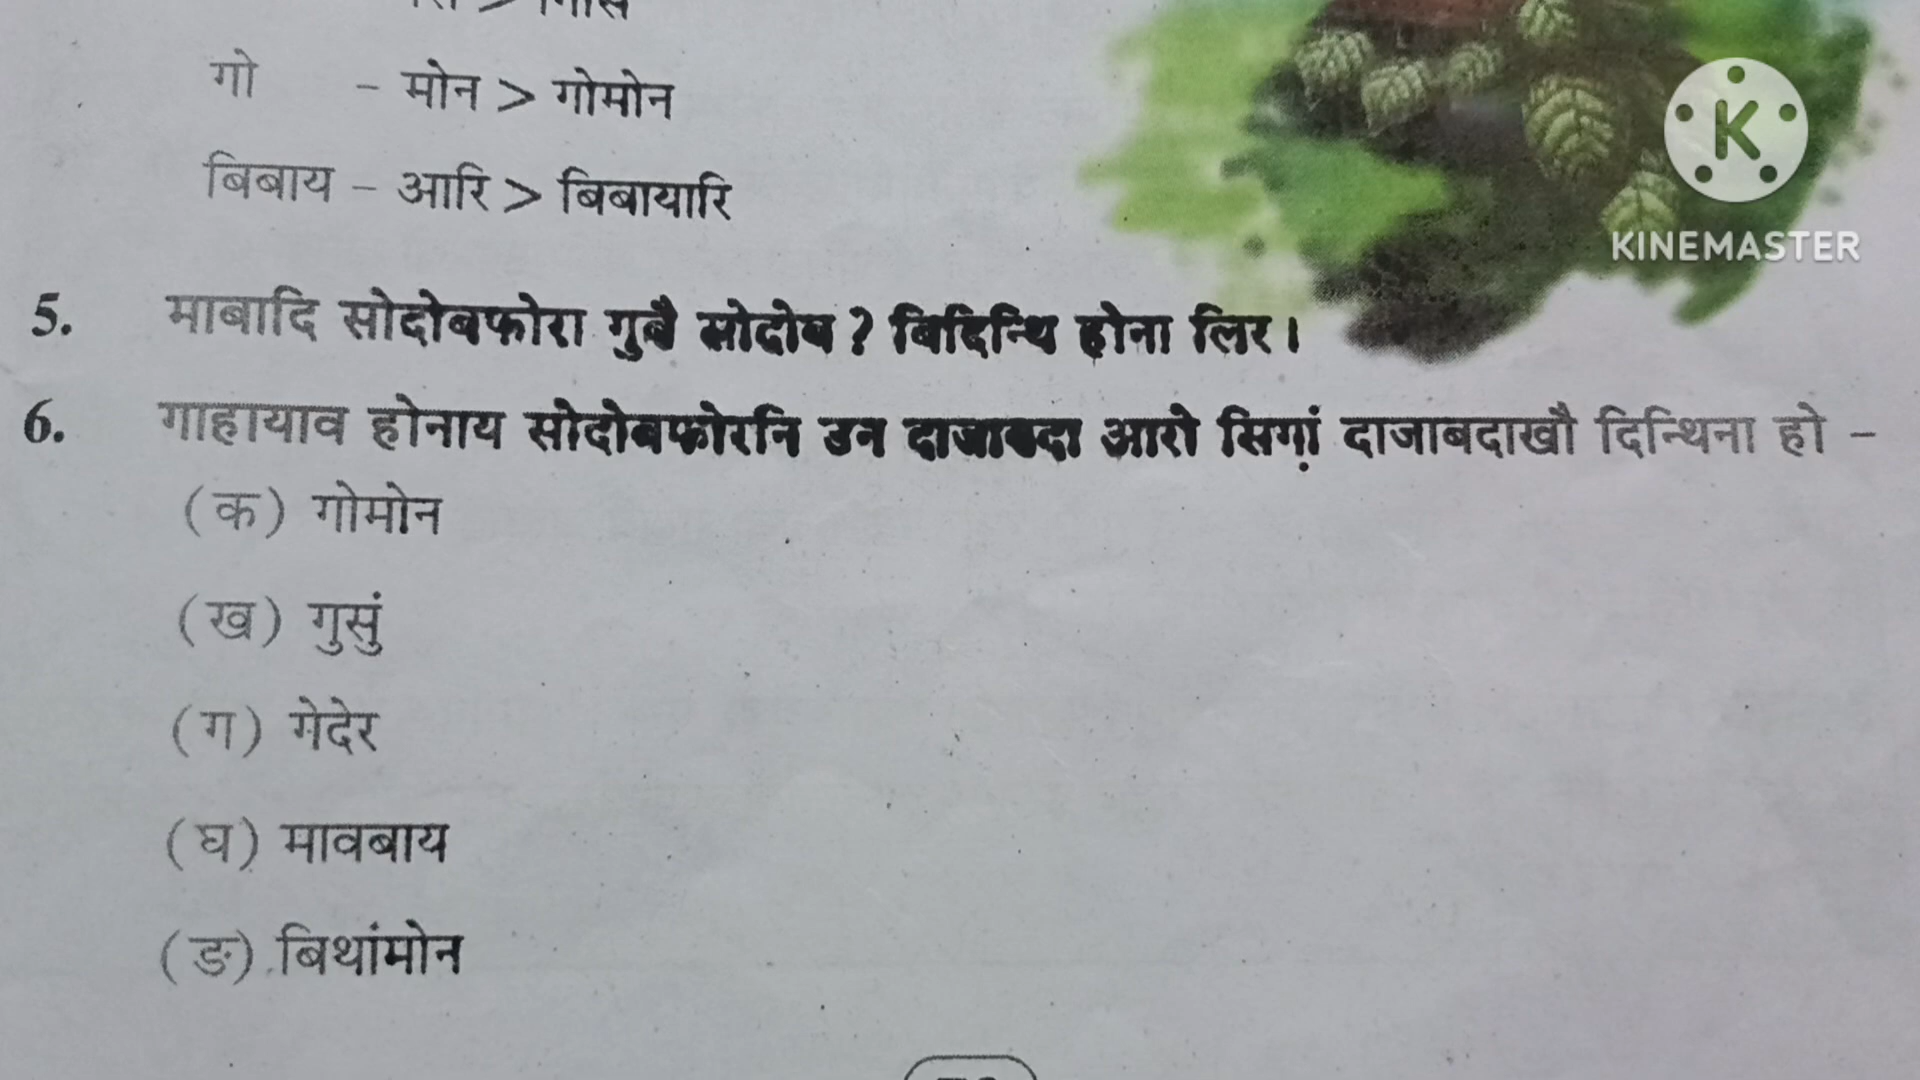 गो - मोन > गोमोन
बिबाय - आरि > बिबायारि
K
KINEMASTER
5. माबादि सोदोबफोरा गुबै सोदोब ? बिदिन्थि होना लिर।
6. गाहायाव होनाय सोदोबफोरनि उन दाजाबदा आरो सिगां दाजाबदाखौ दिन्थिना हो -
(क) गोमोन
(ख) गुसुं
(ग) गेदेर
(घ) मावबाय
(ङ) बिथांमोन